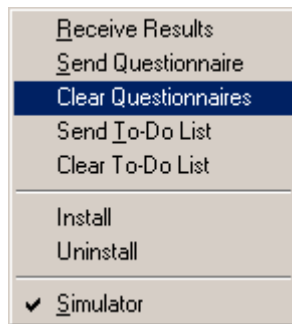 Receive Results
Send Questionnaire
Clear Questionnaires
Send To-Do List
Clear To-Do List
Install
Uninstall
Simulator